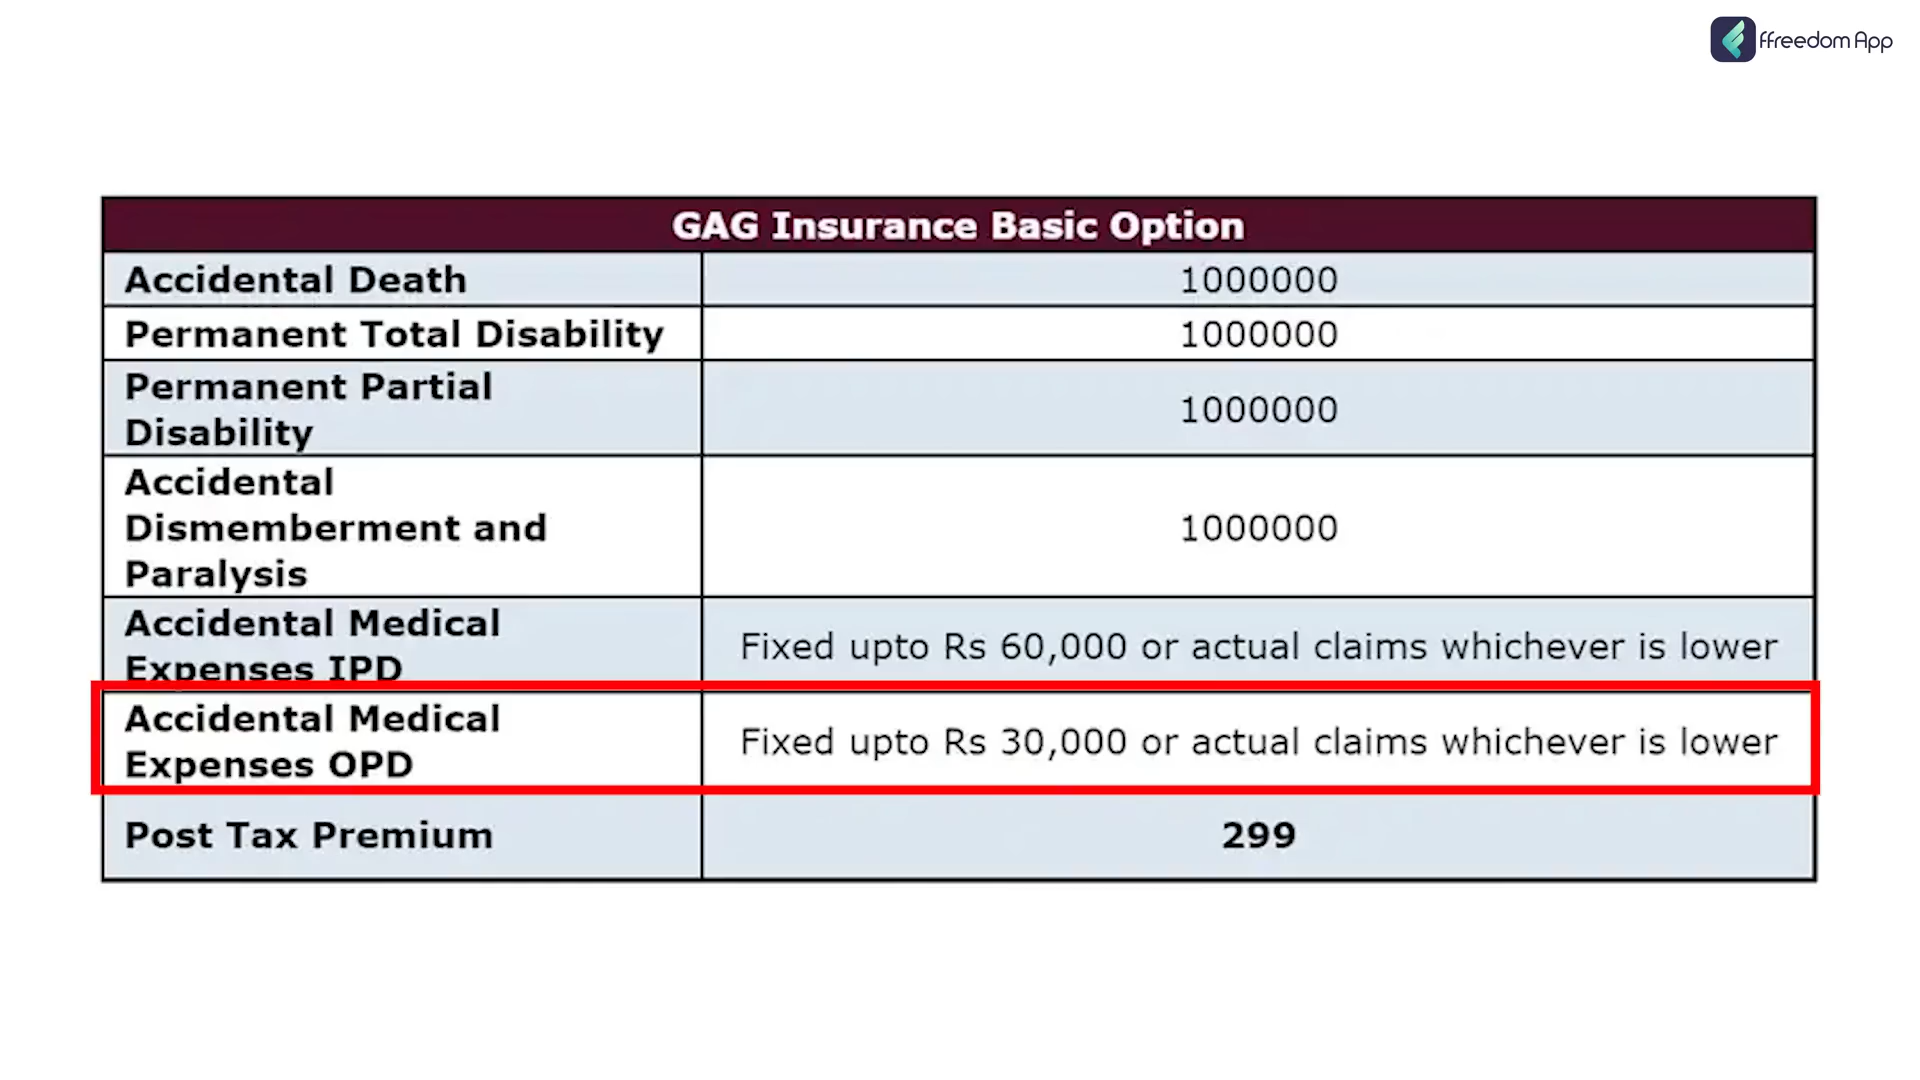 ffreedom App
GAG Insurance Basic Option
Accidental Death
1000000
Permanent Total Disability
1000000
Permanent Partial
Disability
1000000
Accidental
Dismemberment and
Paralysis
1000000
Accidental Medical
Expenses IPD
Fixed upto Rs 60,000 or actual claims whichever is lower
Accidental Medical
Expenses OPD
Fixed upto Rs 30,000 or actual claims whichever is lower
Post Tax Premium
299